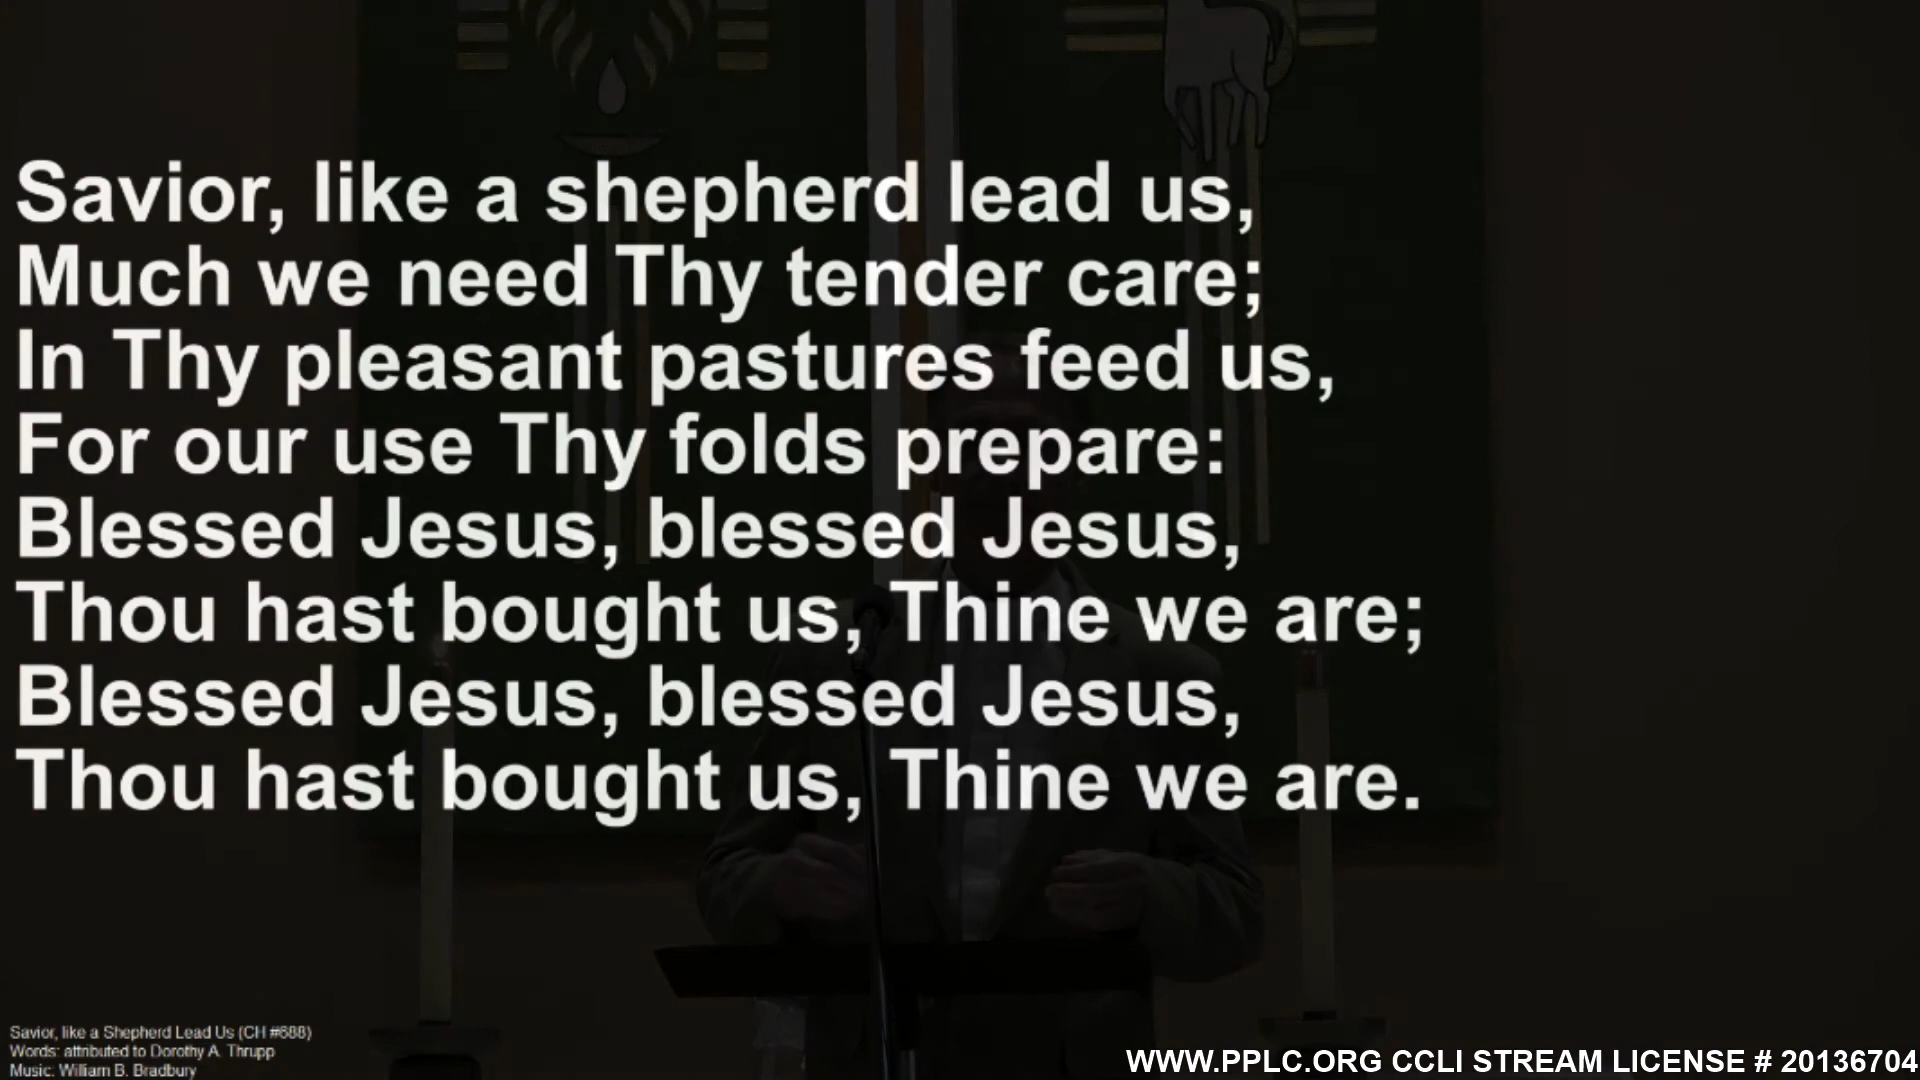 Savior, like a shepherd lead us,
Much we need Thy tender care;
In Thy pleasant pastures feed us,
For our use Thy folds prepare:
Blessed Jesus, blessed Jesus,
Thou hast bought us, Thine we are;
Blessed Jesus, blessed Jesus,
Thou hast bought us, Thine we are.
Savior, like a Shepherd Lead Us (CH #688)
Words: attributed to Dorothy A. Thrupp
Music: William B. Bradbury
WWW.PPLC.ORG CCLI STREAM LICENSE # 20136704